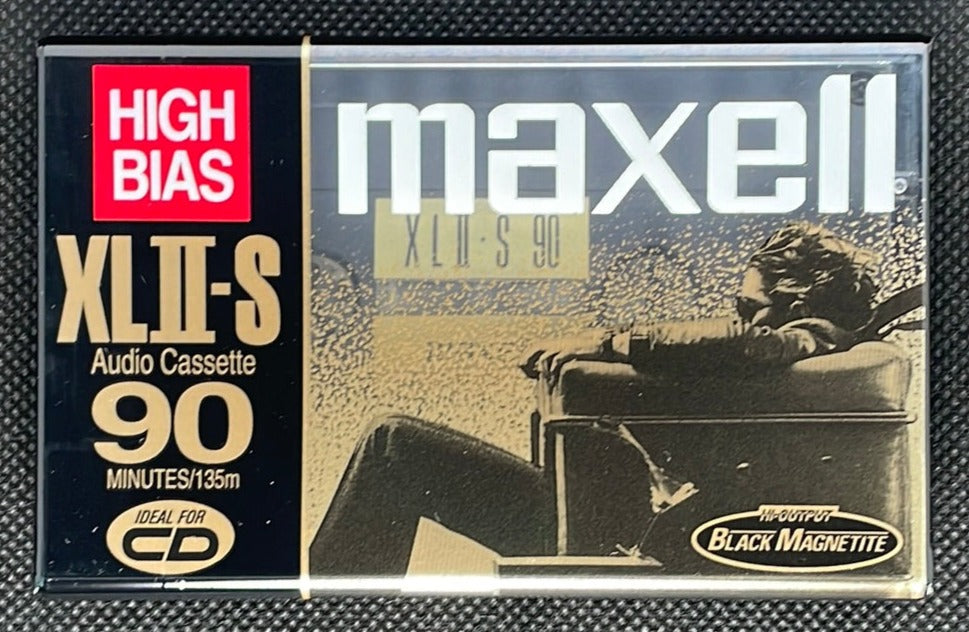 HIGH
BIAS
XLII-S
Audio Cassette
90
MINUTES/135m
IDEAL FOR
CD
maxell
XLII·S 90
HI-OUTPUT
BLACK MAGNETITE